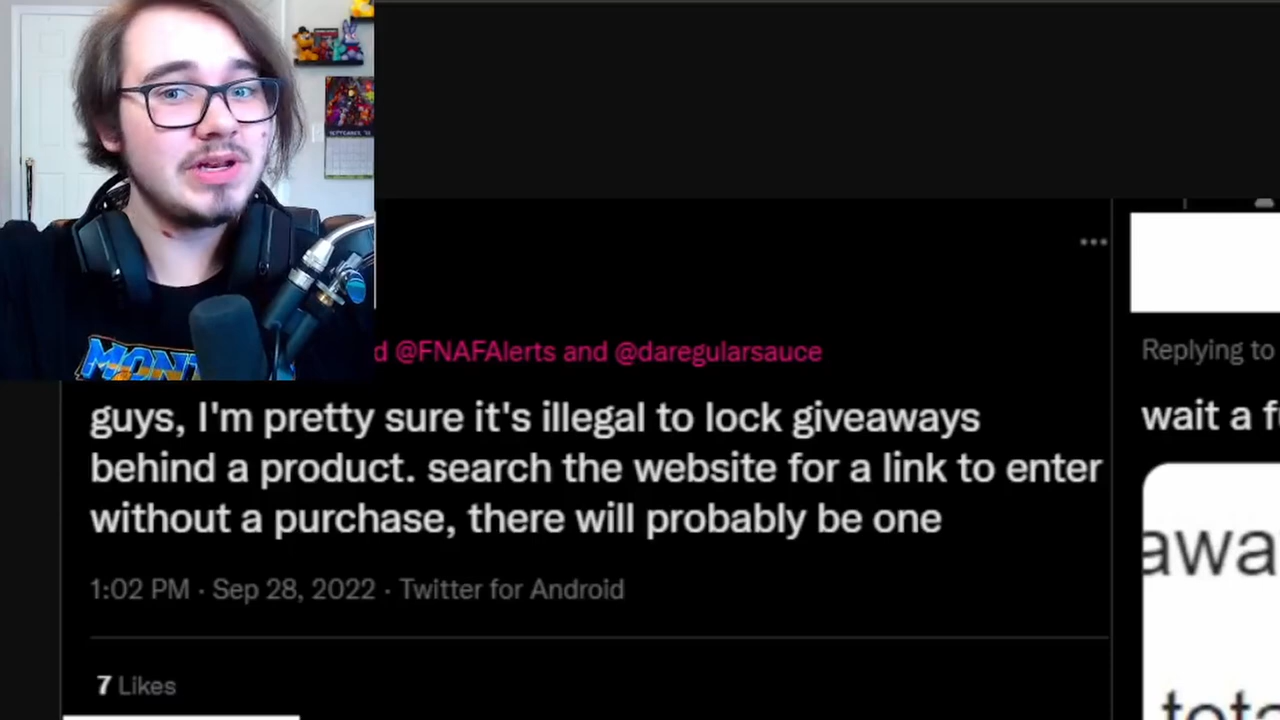 MONT
d @FNAFAlerts and @daregularsauce
guys, I'm pretty sure it's illegal to lock giveaways
behind a product. search the website for a link to enter
without a purchase, there will probably be one
1:02 PM · Sep 28, 2022 · Twitter for Android
7 Likes
Replying to
wait a f
awa
tota